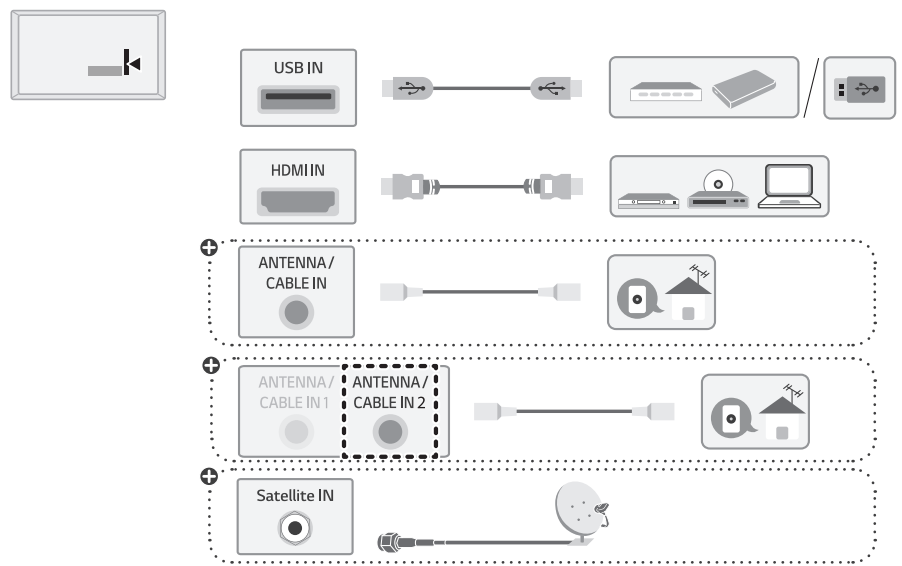 USB IN
HDMI IN
ANTENNA /
CABLE IN
ANTENNA /
CABLE IN 1
ANTENNA /
CABLE IN 2
Satellite IN